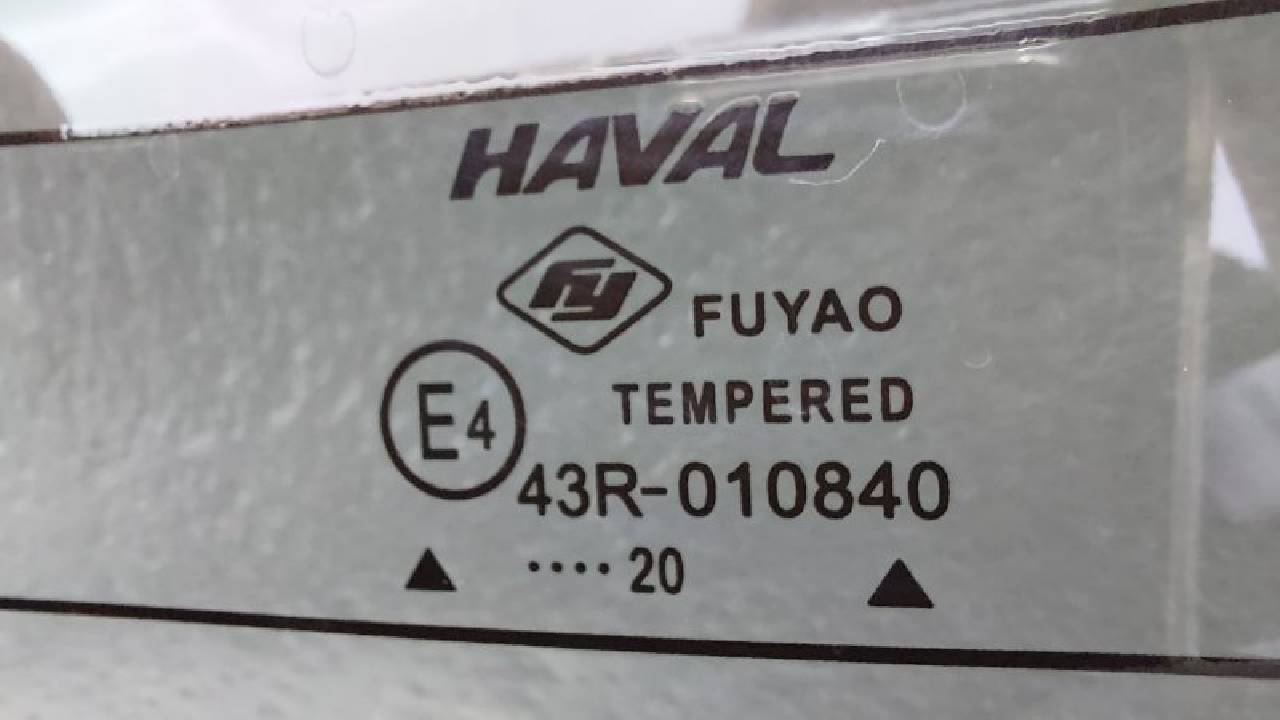 HAVAL
FY FUYAO
E4 TEMPERED
43R-010840
▲ ···· 20 ▲